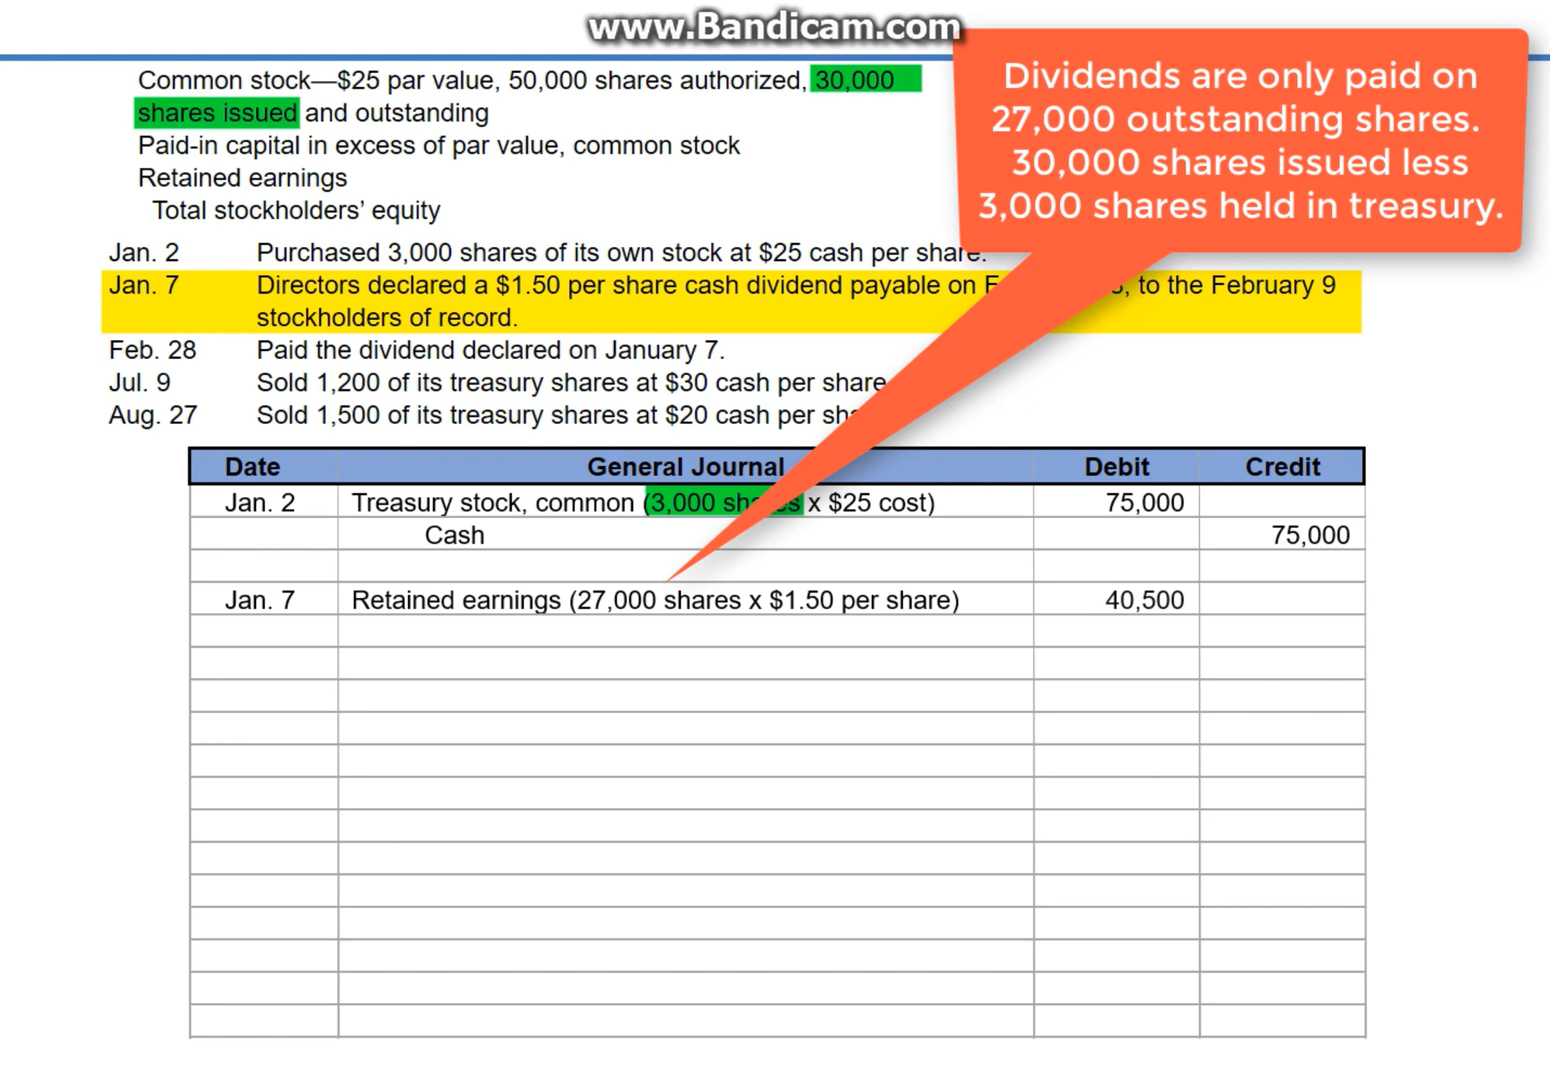 www.Bandicam.com
Common stock—$25 par value, 50,000 shares authorized, 30,000
shares issued and outstanding
Paid-in capital in excess of par value, common stock
Retained earnings
Total stockholders’ equity
Dividends are only paid on
27,000 outstanding shares.
30,000 shares issued less
3,000 shares held in treasury.
Jan. 2 Purchased 3,000 shares of its own stock at $25 cash per share.
Jan. 7 Directors declared a $1.50 per share cash dividend payable on to the February 9
stockholders of record.
Feb. 28 Paid the dividend declared on January 7.
Jul. 9 Sold 1,200 of its treasury shares at $30 cash per share
Aug. 27 Sold 1,500 of its treasury shares at $20 cash per
Date General Journal Debit Credit
Jan. 2 Treasury stock, common (3,000 shares x $25 cost) 75,000
Cash 75,000
Jan. 7 Retained earnings (27,000 shares x $1.50 per share) 40,500